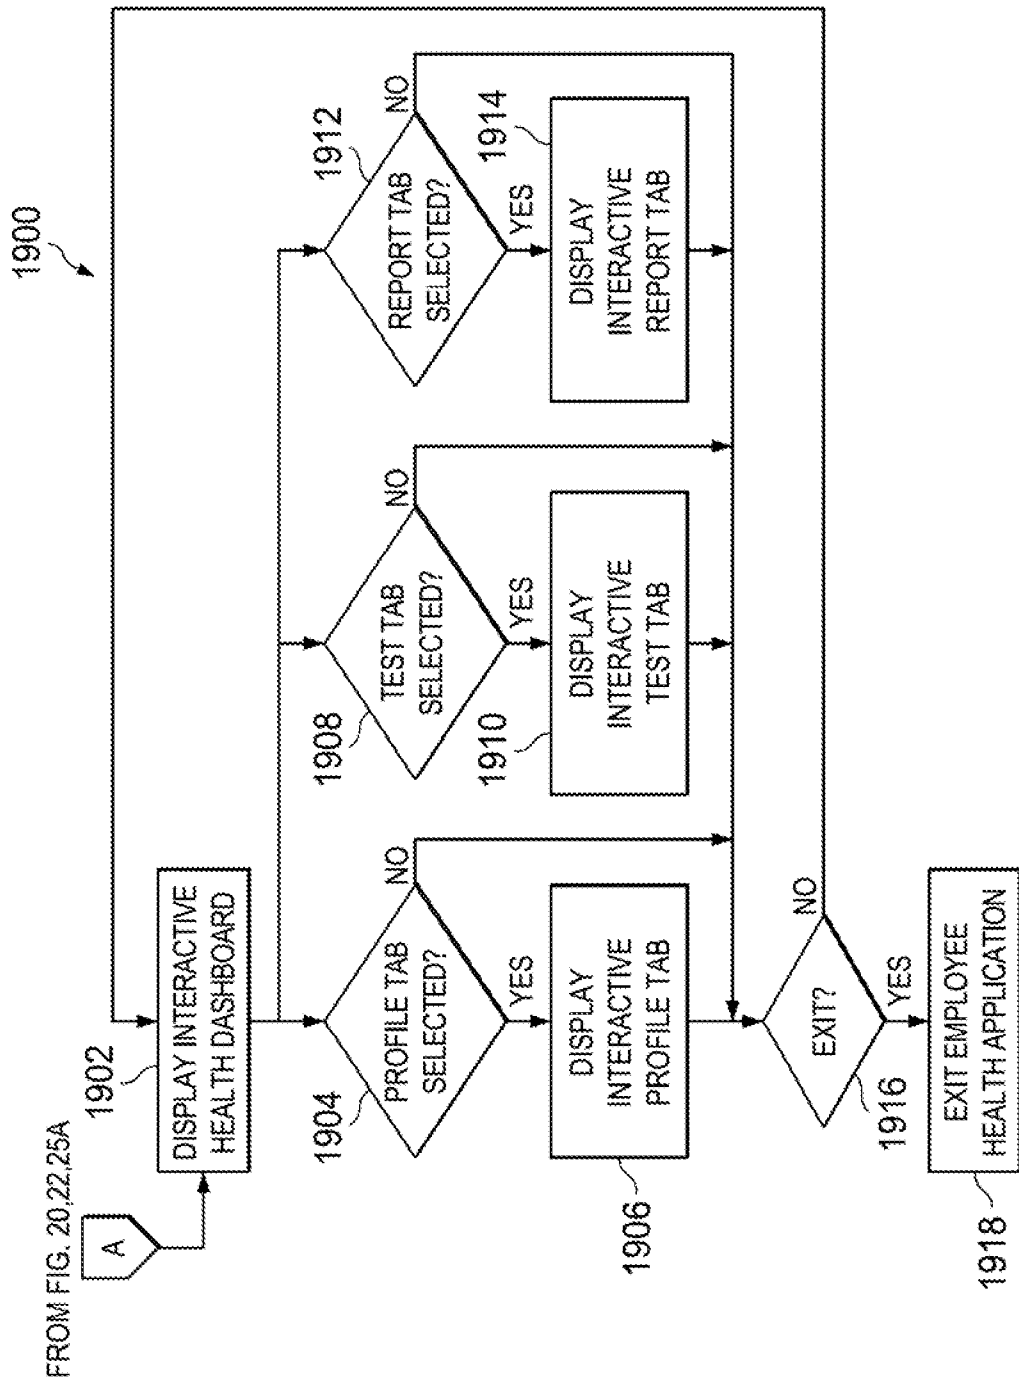 1900
FROM FIG. 20,22,25A
A
1902
DISPLAY INTERACTIVE
HEALTH DASHBOARD
1904
PROFILE TAB
SELECTED?
NO
YES
1908
TEST TAB
SELECTED?
NO
YES
1912
REPORT TAB
SELECTED?
NO
YES
1906
DISPLAY
INTERACTIVE
PROFILE TAB
1910
DISPLAY
INTERACTIVE
TEST TAB
1914
DISPLAY
INTERACTIVE
REPORT TAB
EXIT?
1916
NO
YES
1918
EXIT EMPLOYEE
HEALTH APPLICATION